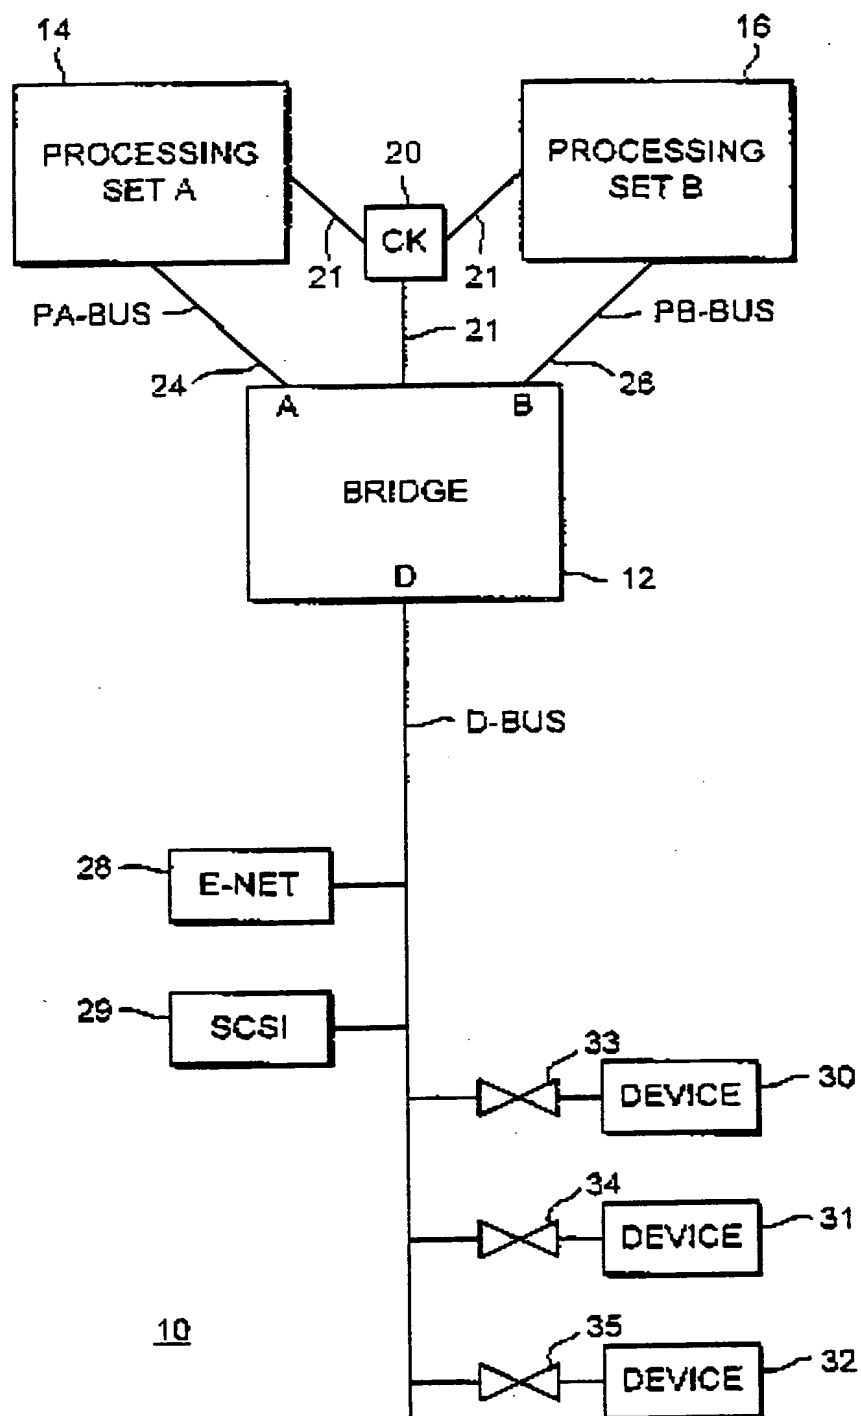 14
16
PROCESSING
SET A
20
PROCESSING
SET B
CK
21
21
PA-BUS
21
PB-BUS
24
26
A
B
BRIDGE
D
12
D-BUS
28
E-NET
29
SCSI
33
DEVICE
30
34
DEVICE
31
10
35
DEVICE
32